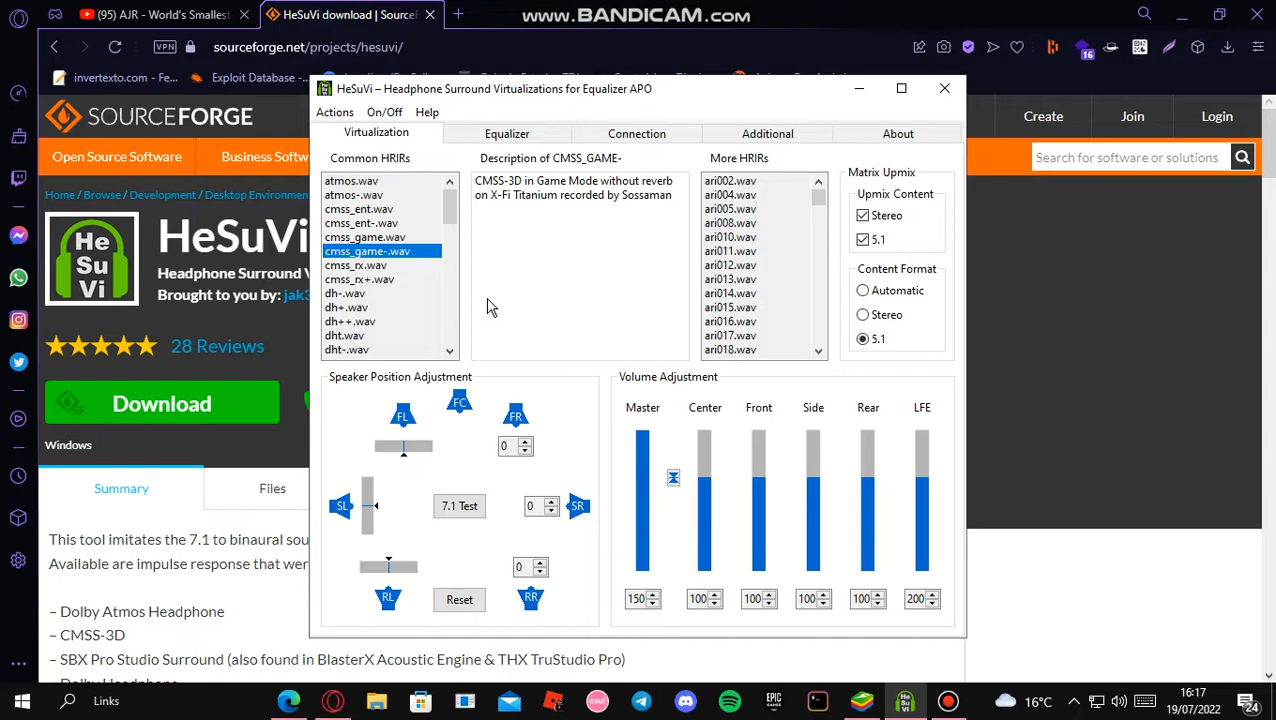 (95) AJR - World's Smallest
HeSuVi download | SourceF
www.BANDICAM.com
VPN
sourceforge.net/projects/hesuvi/
16
invertexto.com - Fe...
Exploit Database -...
SOURCEFORGE
Create
Join
Login
Open Source Software
Business Softw
Search for software or solutions
Home / Browse / Development / Desktop Environmen
HeSuVi
HeSuVi
Headphone Surround V
Brought to you by: jak3
28 Reviews
Download
Windows
Summary
Files
This tool imitates the 7.1 to binaural sou
Available are impulse response that were
– Dolby Atmos Headphone
– CMSS-3D
– SBX Pro Studio Surround (also found in BlasterX Acoustic Engine & THX TruStudio Pro)
HeSuVi – Headphone Surround Virtualizations for Equalizer APO
Actions
On/Off
Help
Virtualization
Equalizer
Connection
Additional
About
Common HRIRs
atmos.wav
atmos-.wav
cmss_ent.wav
cmss_ent-.wav
cmss_game.wav
cmss_game-.wav
cmss_rx.wav
cmss_rx+.wav
dh-.wav
dh+.wav
dh++.wav
dht.wav
dht-.wav
Description of CMSS_GAME-
CMSS-3D in Game Mode without reverb
on X-Fi Titanium recorded by Sossaman
More HRIRs
ari002.wav
ari004.wav
ari005.wav
ari008.wav
ari010.wav
ari011.wav
ari012.wav
ari013.wav
ari014.wav
ari015.wav
ari016.wav
ari017.wav
ari018.wav
Matrix Upmix
Upmix Content
Stereo
5.1
Content Format
Automatic
Stereo
5.1
Speaker Position Adjustment
FL
FC
FR
0
SL
7.1 Test
0
SR
0
RL
Reset
RR
Volume Adjustment
Master
Center
Front
Side
Rear
LFE
150
100
100
100
100
200
Links
16°C
16:17
19/07/2022
24